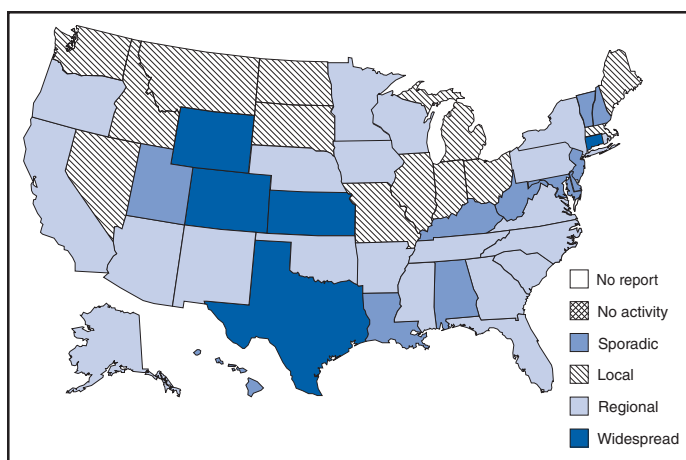 No report
No activity
Sporadic
Local
Regional
Widespread